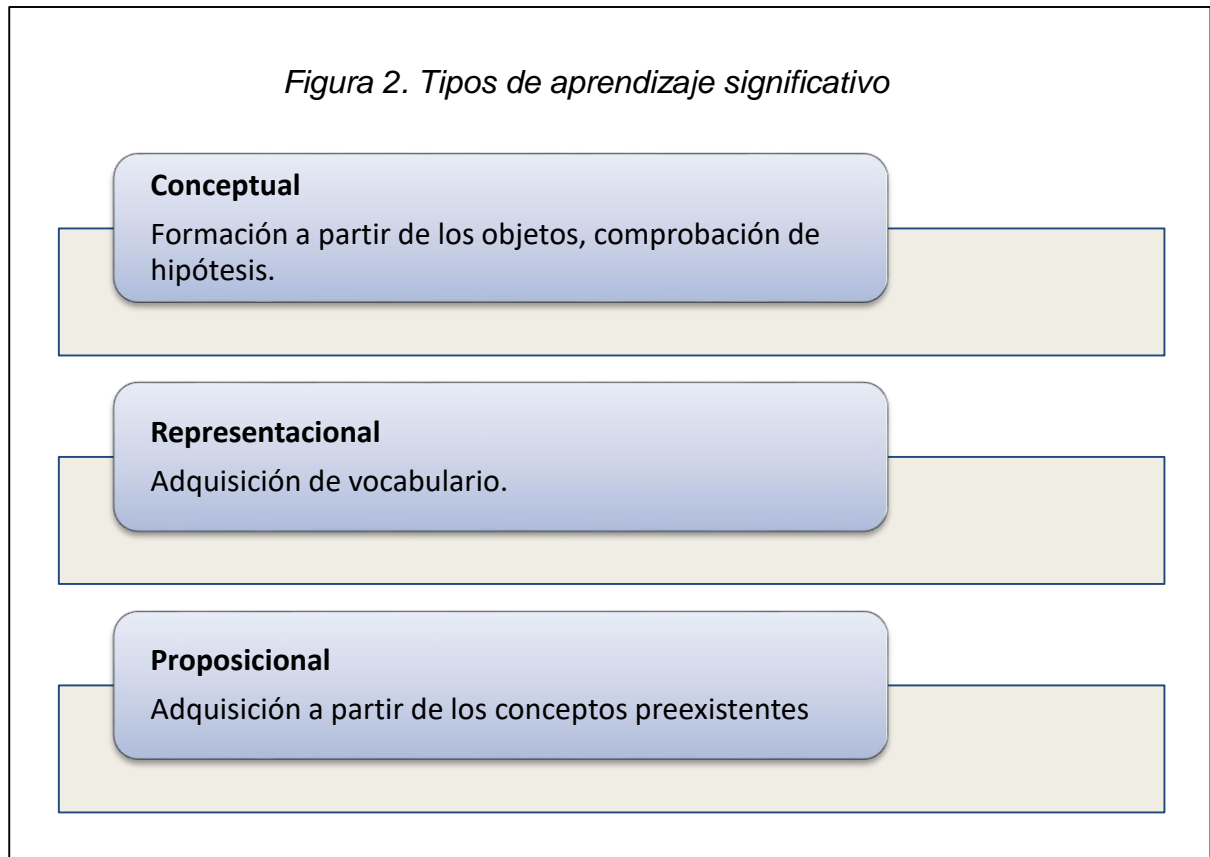 Figura 2. Tipos de aprendizaje significativo
Conceptual
Formación a partir de los objetos, comprobación de
hipótesis.
Representacional
Adquisición de vocabulario.
Proposicional
Adquisición a partir de los conceptos preexistentes